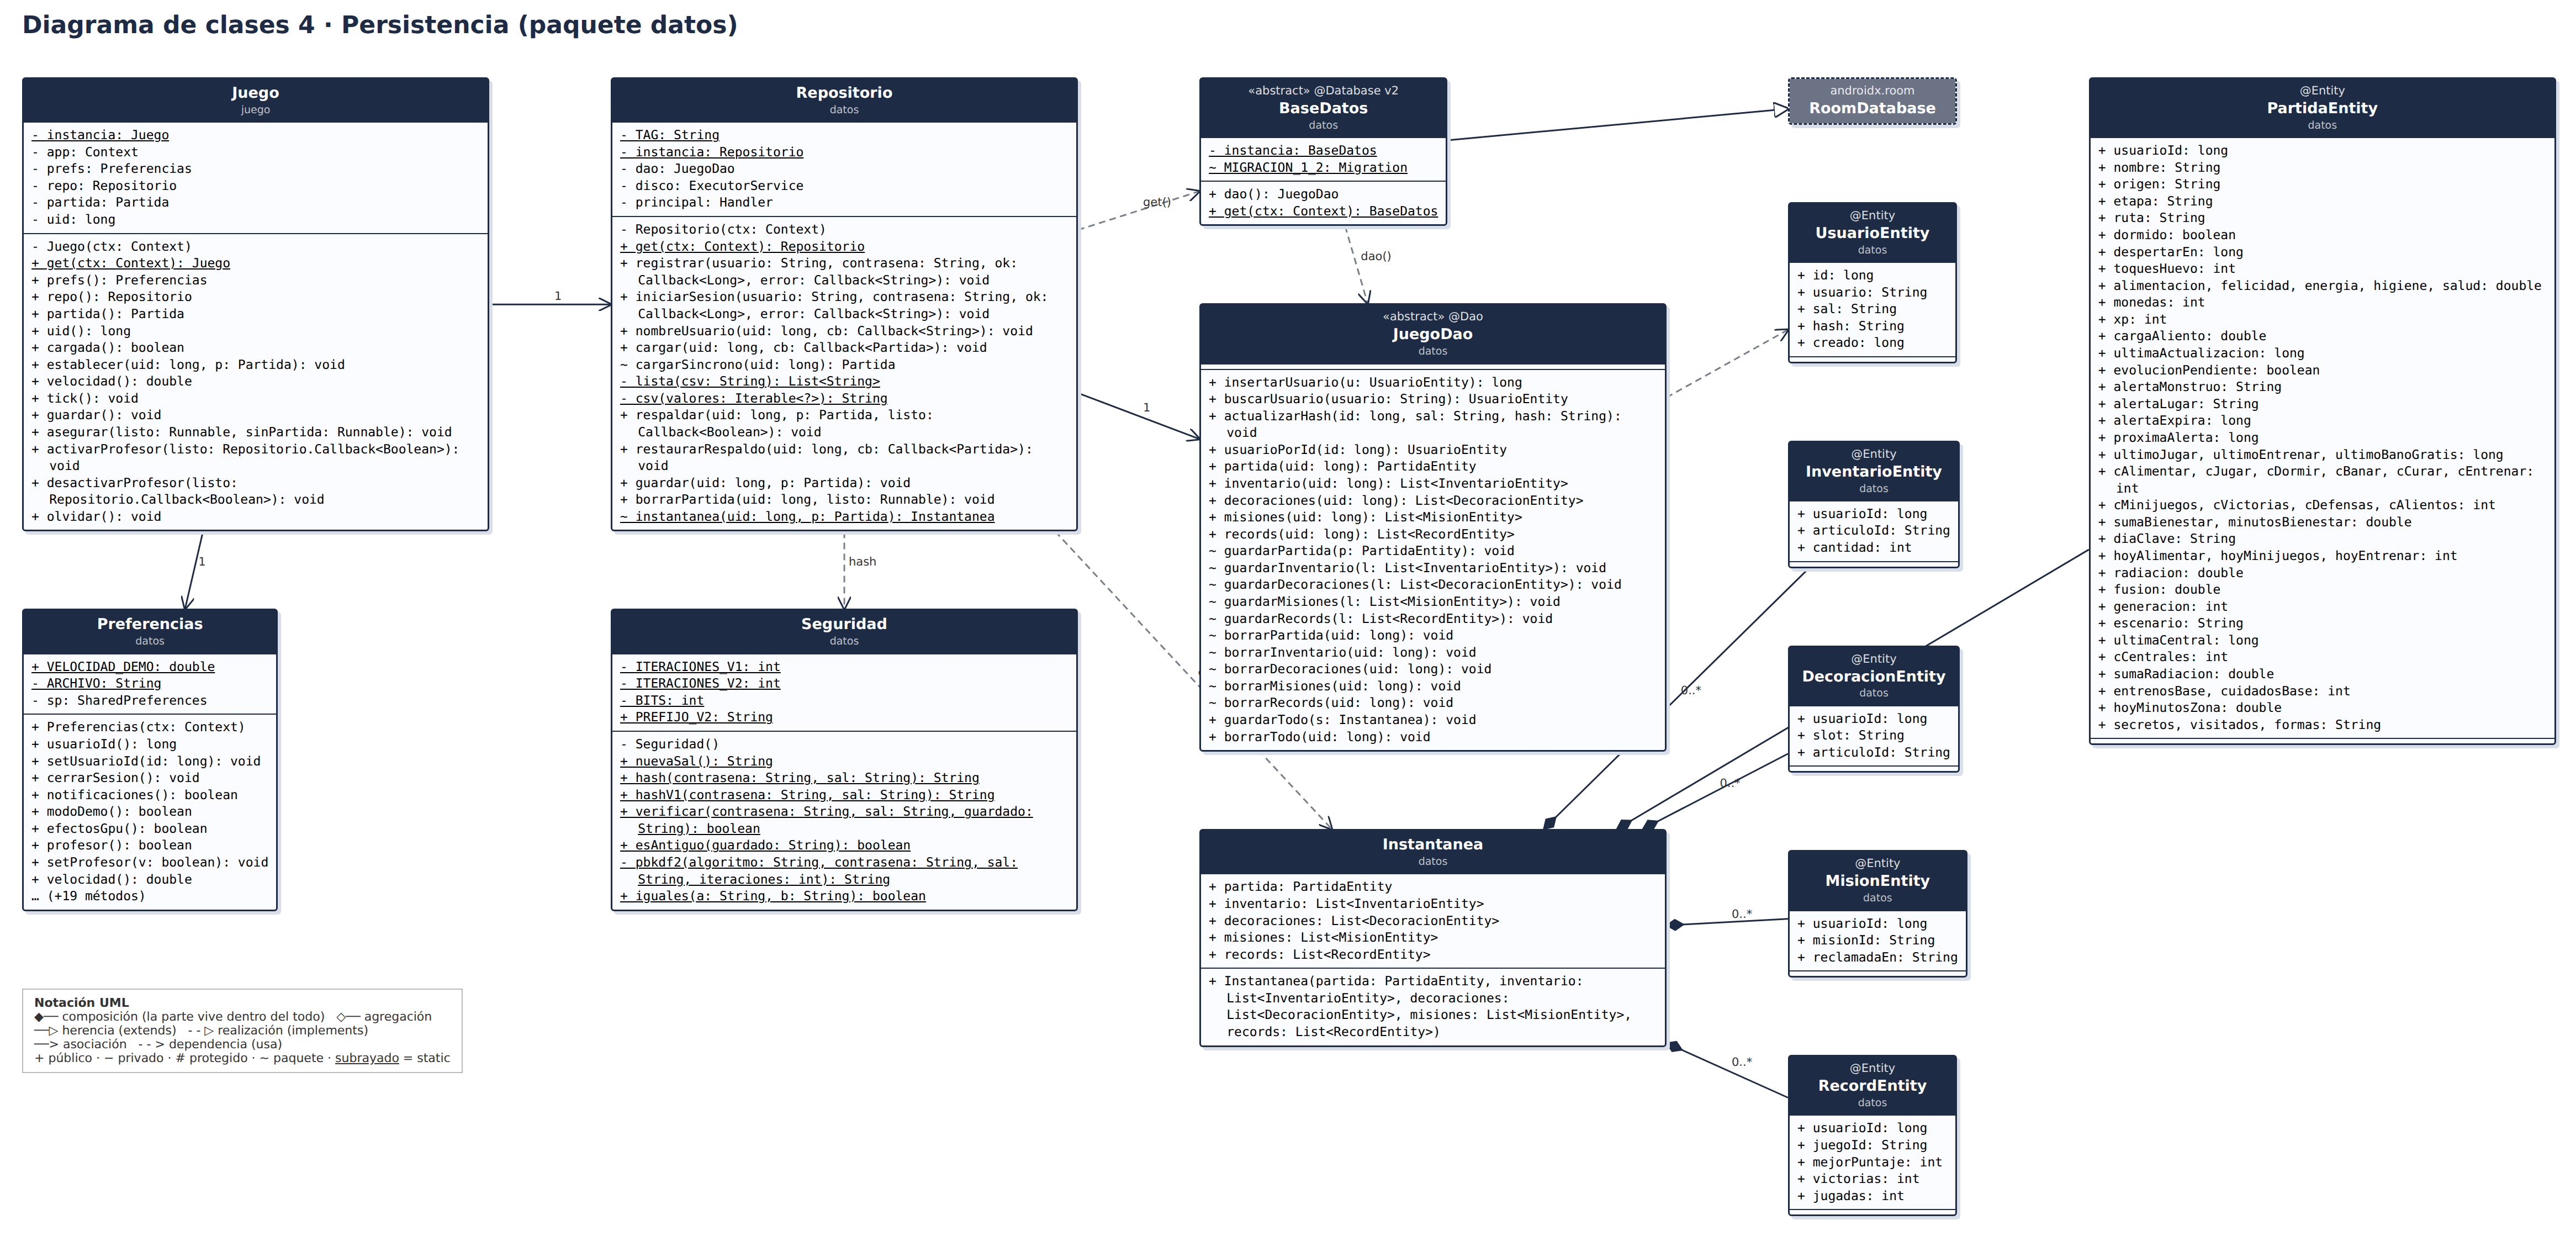 Diagrama de clases 4 · Persistencia (paquete datos)
Juego
juego
- instancia: Juego
- app: Context
- prefs: Preferencias
- repo: Repositorio
- partida: Partida
- uid: long
- Juego(ctx: Context)
+ get(ctx: Context): Juego
+ prefs(): Preferencias
+ repo(): Repositorio
+ partida(): Partida
+ uid(): long
+ cargada(): boolean
+ establecer(uid: long, p: Partida): void
+ velocidad(): double
+ tick(): void
+ guardar(): void
+ asegurar(listo: Runnable, sinPartida: Runnable): void
+ activarProfesor(listo: Repositorio.Callback<Boolean>):
void
+ desactivarProfesor(listo:
Repositorio.Callback<Boolean>): void
+ olvidar(): void
1
1
Preferencias
datos
+ VELOCIDAD_DEMO: double
- ARCHIVO: String
- sp: SharedPreferences
+ Preferencias(ctx: Context)
+ usuarioId(): long
+ setUsuarioId(id: long): void
+ cerrarSesion(): void
+ notificaciones(): boolean
+ modoDemo(): boolean
+ efectosGpu(): boolean
+ profesor(): boolean
+ setProfesor(v: boolean): void
+ velocidad(): double
… (+19 métodos)
Notación UML
◆── composición (la parte vive dentro del todo)   ◇── agregación
──▷ herencia (extends)   - - ▷ realización (implements)
──> asociación   - - > dependencia (usa)
+ público · − privado · # protegido · ~ paquete · subrayado = static
Repositorio
datos
- TAG: String
- instancia: Repositorio
- dao: JuegoDao
- disco: ExecutorService
- principal: Handler
- Repositorio(ctx: Context)
+ get(ctx: Context): Repositorio
+ registrar(usuario: String, contrasena: String, ok:
Callback<Long>, error: Callback<String>): void
+ iniciarSesion(usuario: String, contrasena: String, ok:
Callback<Long>, error: Callback<String>): void
+ nombreUsuario(uid: long, cb: Callback<String>): void
+ cargar(uid: long, cb: Callback<Partida>): void
~ cargarSincrono(uid: long): Partida
- lista(csv: String): List<String>
- csv(valores: Iterable<?>): String
+ respaldar(uid: long, p: Partida, listo:
Callback<Boolean>): void
+ restaurarRespaldo(uid: long, cb: Callback<Partida>):
void
+ guardar(uid: long, p: Partida): void
+ borrarPartida(uid: long, listo: Runnable): void
~ instantanea(uid: long, p: Partida): Instantanea
get()
1
hash
Seguridad
datos
- ITERACIONES_V1: int
- ITERACIONES_V2: int
- BITS: int
+ PREFIJO_V2: String
- Seguridad()
+ nuevaSal(): String
+ hash(contrasena: String, sal: String): String
+ hashV1(contrasena: String, sal: String): String
+ verificar(contrasena: String, sal: String, guardado:
String): boolean
+ esAntiguo(guardado: String): boolean
- pbkdf2(algoritmo: String, contrasena: String, sal:
String, iteraciones: int): String
+ iguales(a: String, b: String): boolean
«abstract» @Database v2
BaseDatos
datos
- instancia: BaseDatos
~ MIGRACION_1_2: Migration
+ dao(): JuegoDao
+ get(ctx: Context): BaseDatos
dao()
«abstract» @Dao
JuegoDao
datos
+ insertarUsuario(u: UsuarioEntity): long
+ buscarUsuario(usuario: String): UsuarioEntity
+ actualizarHash(id: long, sal: String, hash: String):
void
+ usuarioPorId(id: long): UsuarioEntity
+ partida(uid: long): PartidaEntity
+ inventario(uid: long): List<InventarioEntity>
+ decoraciones(uid: long): List<DecoracionEntity>
+ misiones(uid: long): List<MisionEntity>
+ records(uid: long): List<RecordEntity>
~ guardarPartida(p: PartidaEntity): void
~ guardarInventario(l: List<InventarioEntity>): void
~ guardarDecoraciones(l: List<DecoracionEntity>): void
~ guardarMisiones(l: List<MisionEntity>): void
~ guardarRecords(l: List<RecordEntity>): void
~ borrarPartida(uid: long): void
~ borrarInventario(uid: long): void
~ borrarDecoraciones(uid: long): void
~ borrarMisiones(uid: long): void
~ borrarRecords(uid: long): void
+ guardarTodo(s: Instantanea): void
+ borrarTodo(uid: long): void
Instantanea
datos
+ partida: PartidaEntity
+ inventario: List<InventarioEntity>
+ decoraciones: List<DecoracionEntity>
+ misiones: List<MisionEntity>
+ records: List<RecordEntity>
+ Instantanea(partida: PartidaEntity, inventario:
List<InventarioEntity>, decoraciones:
List<DecoracionEntity>, misiones: List<MisionEntity>,
records: List<RecordEntity>)
0..*
0..*
0..*
0..*
androidx.room
RoomDatabase
@Entity
UsuarioEntity
datos
+ id: long
+ usuario: String
+ sal: String
+ hash: String
+ creado: long
@Entity
InventarioEntity
datos
+ usuarioId: long
+ articuloId: String
+ cantidad: int
@Entity
DecoracionEntity
datos
+ usuarioId: long
+ slot: String
+ articuloId: String
@Entity
MisionEntity
datos
+ usuarioId: long
+ misionId: String
+ reclamadaEn: String
@Entity
RecordEntity
datos
+ usuarioId: long
+ juegoId: String
+ mejorPuntaje: int
+ victorias: int
+ jugadas: int
@Entity
PartidaEntity
datos
+ usuarioId: long
+ nombre: String
+ origen: String
+ etapa: String
+ ruta: String
+ dormido: boolean
+ despertarEn: long
+ toquesHuevo: int
+ alimentacion, felicidad, energia, higiene, salud: double
+ monedas: int
+ xp: int
+ cargaAliento: double
+ ultimaActualizacion: long
+ evolucionPendiente: boolean
+ alertaMonstruo: String
+ alertaLugar: String
+ alertaExpira: long
+ proximaAlerta: long
+ ultimoJugar, ultimoEntrenar, ultimoBanoGratis: long
+ cAlimentar, cJugar, cDormir, cBanar, cCurar, cEntrenar:
int
+ cMinijuegos, cVictorias, cDefensas, cAlientos: int
+ sumaBienestar, minutosBienestar: double
+ diaClave: String
+ hoyAlimentar, hoyMinijuegos, hoyEntrenar: int
+ radiacion: double
+ fusion: double
+ generacion: int
+ escenario: String
+ ultimaCentral: long
+ cCentrales: int
+ sumaRadiacion: double
+ entrenosBase, cuidadosBase: int
+ hoyMinutosZona: double
+ secretos, visitados, formas: String